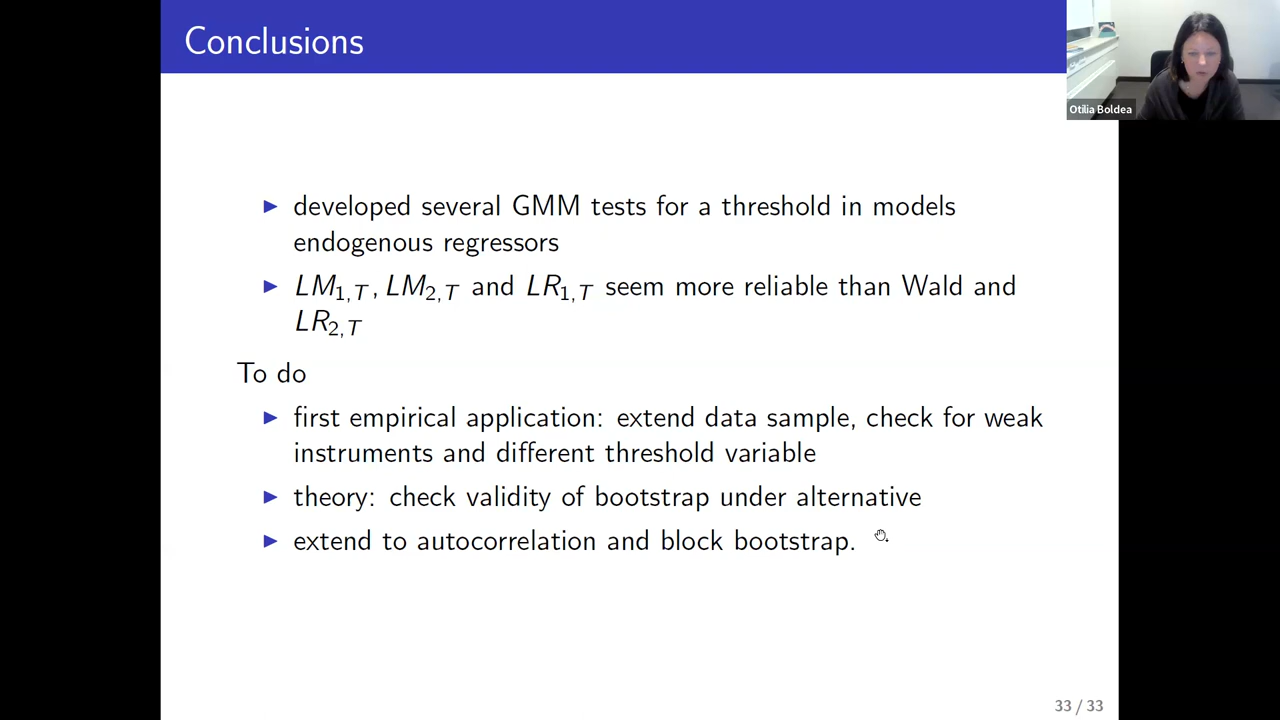 Conclusions
Otilia Boldea
▶ developed several GMM tests for a threshold in models
endogenous regressors
▶ LM₁,T, LM₂,T and LR₁,T seem more reliable than Wald and
LR₂,T
To do
▶ first empirical application: extend data sample, check for weak
instruments and different threshold variable
▶ theory: check validity of bootstrap under alternative
▶ extend to autocorrelation and block bootstrap.
33 / 33